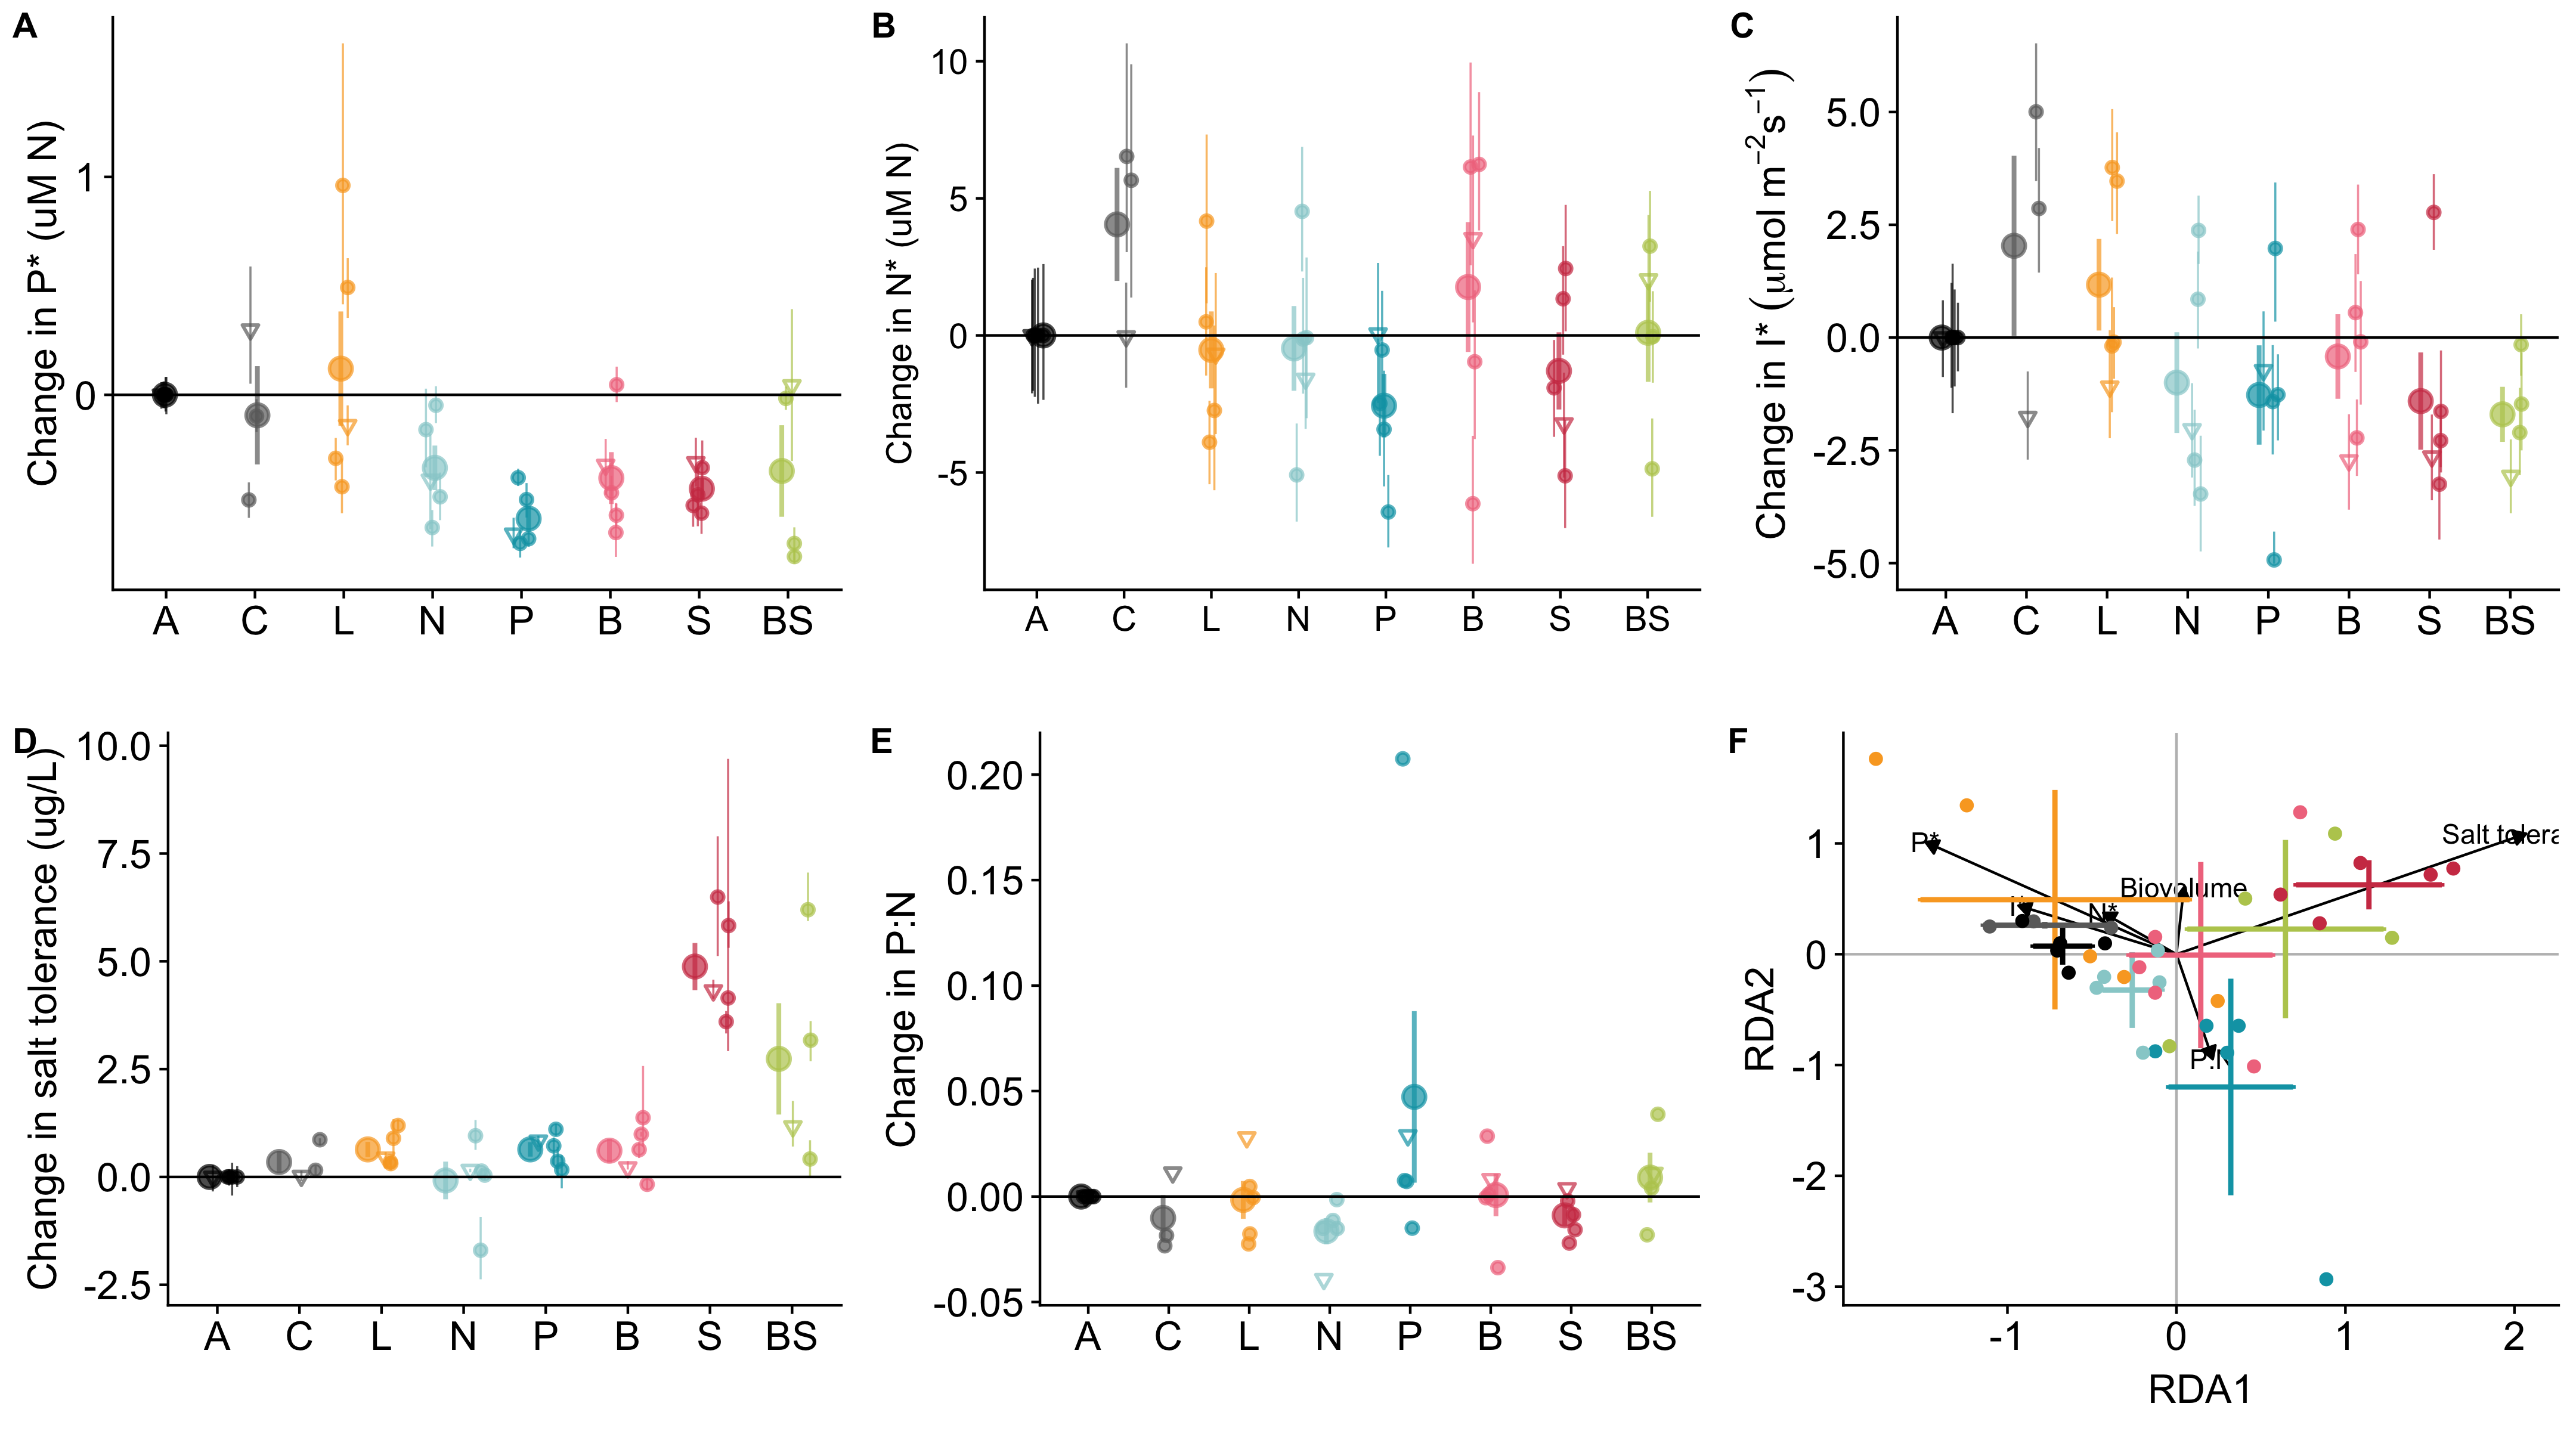 A
Change in P* (uM N)
1
0
A C L N P B S BS
B
Change in N* (uM N)
10
5
0
-5
A C L N P B S BS
C
Change in I* (μmol m−2s−1)
5.0
2.5
0.0
-2.5
-5.0
A C L N P B S BS
D
Change in salt tolerance (ug/L)
10.0
7.5
5.0
2.5
0.0
-2.5
A C L N P B S BS
E
Change in P:N
0.20
0.15
0.10
0.05
0.00
-0.05
A C L N P B S BS
F
RDA2
1
0
-1
-2
-3
P*
Salt tolera
Biovolume
I*
N*
P:N
-1 0 1 2
RDA1